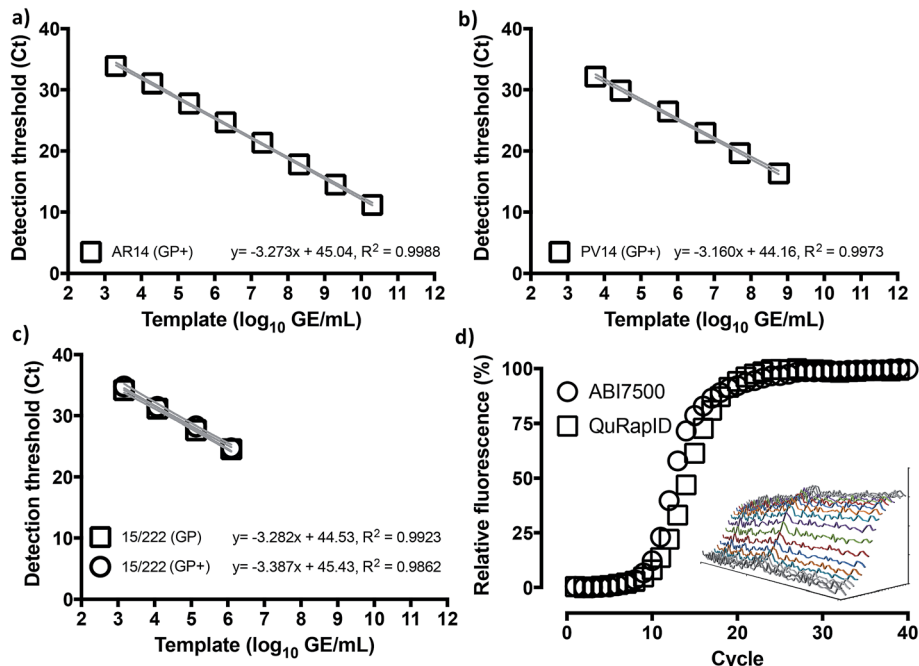 a)
Detection threshold (Ct)
40
30
20
10
0
AR14 (GP+) y= -3.273x + 45.04, R² = 0.9988
2 3 4 5 6 7 8 9 10 11 12
Template (log₁₀ GE/mL)
b)
Detection threshold (Ct)
40
30
20
10
0
PV14 (GP+) y= -3.160x + 44.16, R² = 0.9973
2 3 4 5 6 7 8 9 10 11 12
Template (log₁₀ GE/mL)
c)
Detection threshold (Ct)
40
30
20
10
0
15/222 (GP) y= -3.282x + 44.53, R² = 0.9923
15/222 (GP+) y= -3.387x + 45.43, R² = 0.9862
2 3 4 5 6 7 8 9 10 11 12
Template (log₁₀ GE/mL)
d)
Relative fluorescence (%)
100
75
50
25
0
ABI7500
QuRapID
0 10 20 30 40
Cycle